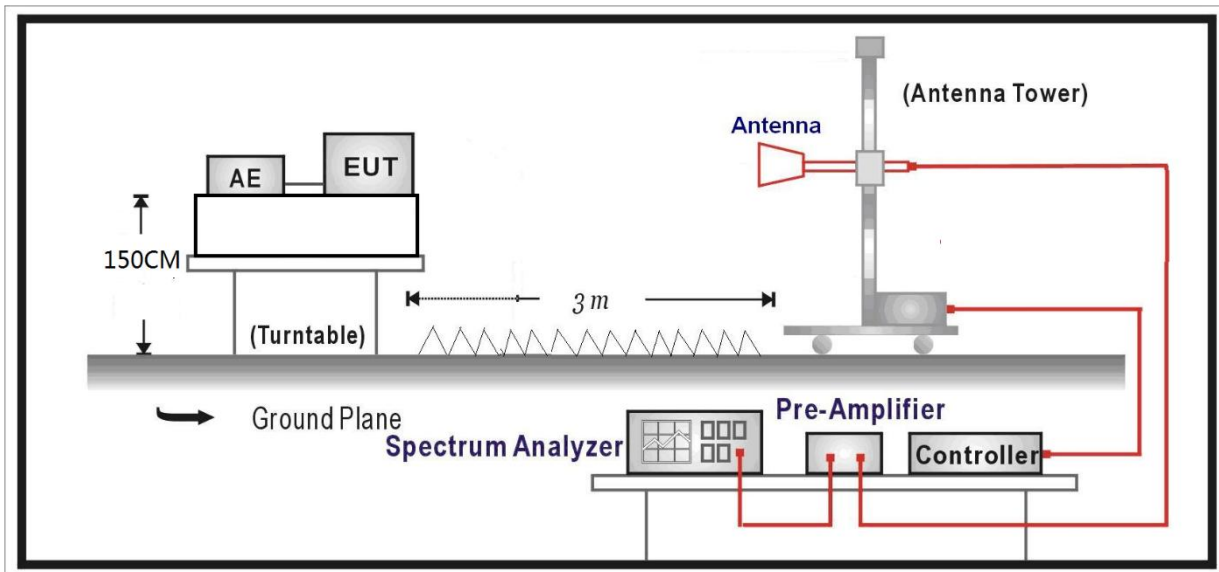 (Antenna Tower)
Antenna
AE
EUT
150CM
3 m
(Turntable)
Ground Plane
Pre-Amplifier
Spectrum Analyzer
Controller